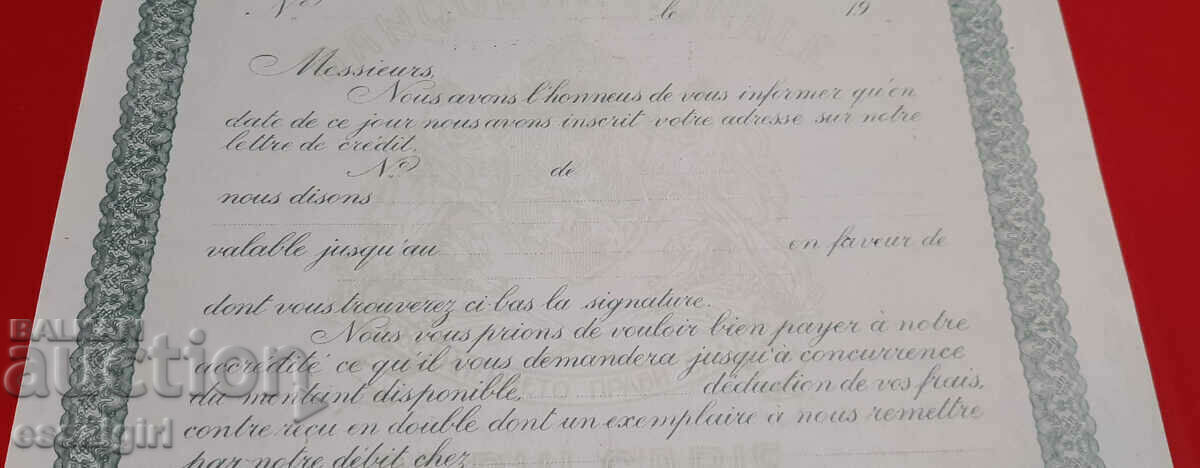 No le 19
Messieurs,
Nous avons l'honneus de vous informer qu'en
date de ce jour nous avons inscrit votre adresse sur notre
lettre de crédit.
No de
nous disons
valable jusqu'au en faveur de
dont vous trouverez ci-bas la signature.
Nous vous prions de vouloir bien payer à notre
accrédité ce qu'il vous demandera jusqu'à concurrence
du montant disponible, déduction de vos frais,
contre reçu en double dont un exemplaire à nous remettre
par notre débit chez
BALKAN
auction
esmagirl